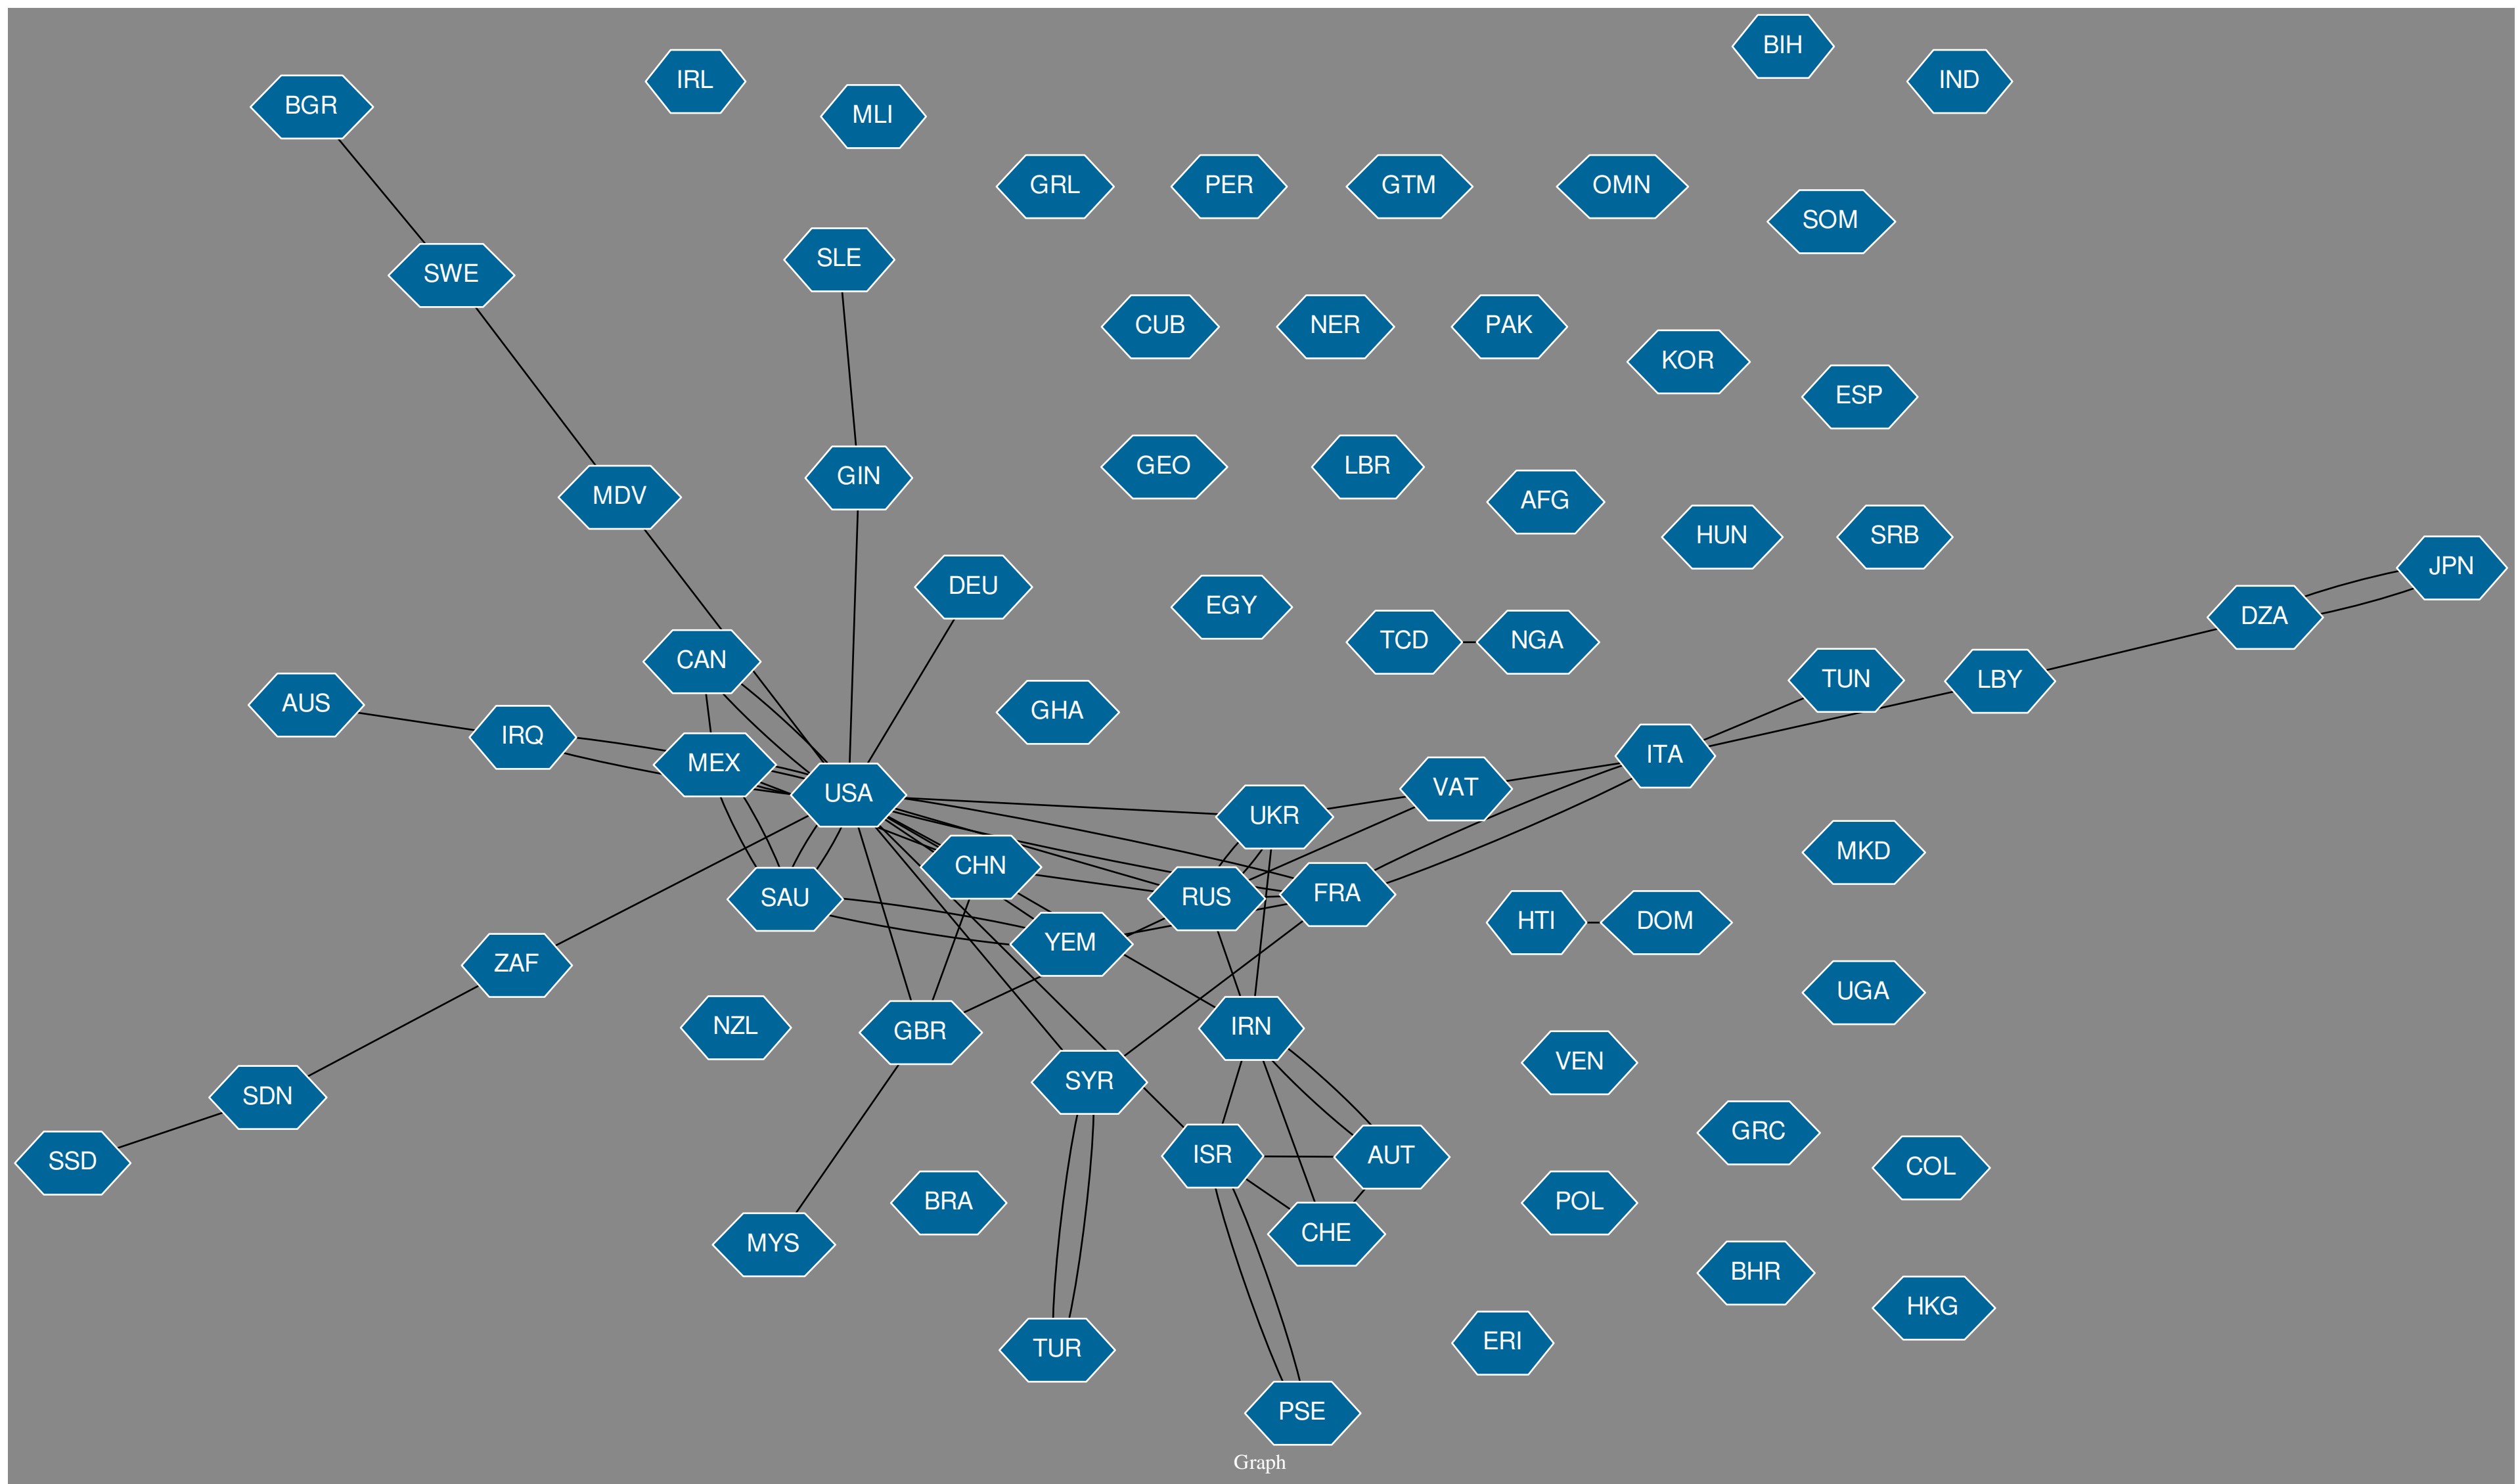 BIH
IRL
IND
BGR
MLI
GRL
PER
GTM
OMN
SOM
SLE
SWE
CUB
NER
PAK
KOR
ESP
GEO
LBR
GIN
MDV
AFG
HUN
SRB
JPN
DEU
EGY
DZA
TCD
NGA
CAN
TUN
LBY
AUS
GHA
IRQ
ITA
MEX
VAT
USA
UKR
MKD
CHN
FRA
RUS
SAU
HTI
DOM
YEM
ZAF
UGA
NZL
IRN
GBR
VEN
SYR
SDN
GRC
ISR
AUT
SSD
COL
BRA
POL
CHE
MYS
BHR
HKG
ERI
TUR
PSE
Graph